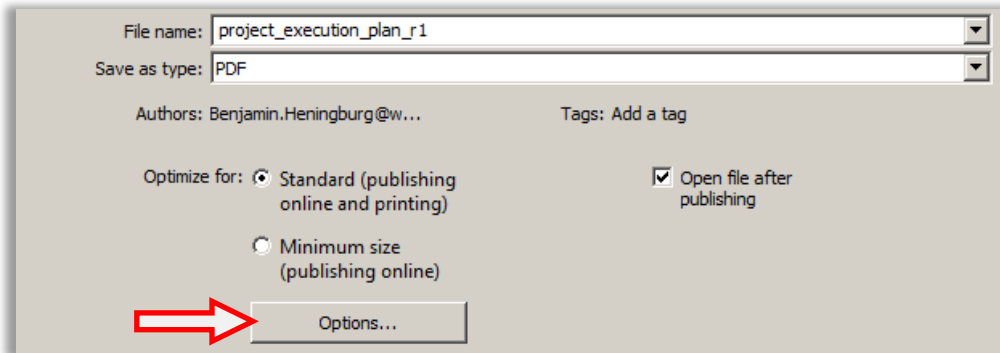 File name: project_execution_plan_r1
Save as type: PDF
Authors: Benjamin.Heningburg@w... Tags: Add a tag
Optimize for: Standard (publishing
online and printing)
Open file after
publishing
Minimum size
(publishing online)
Options...